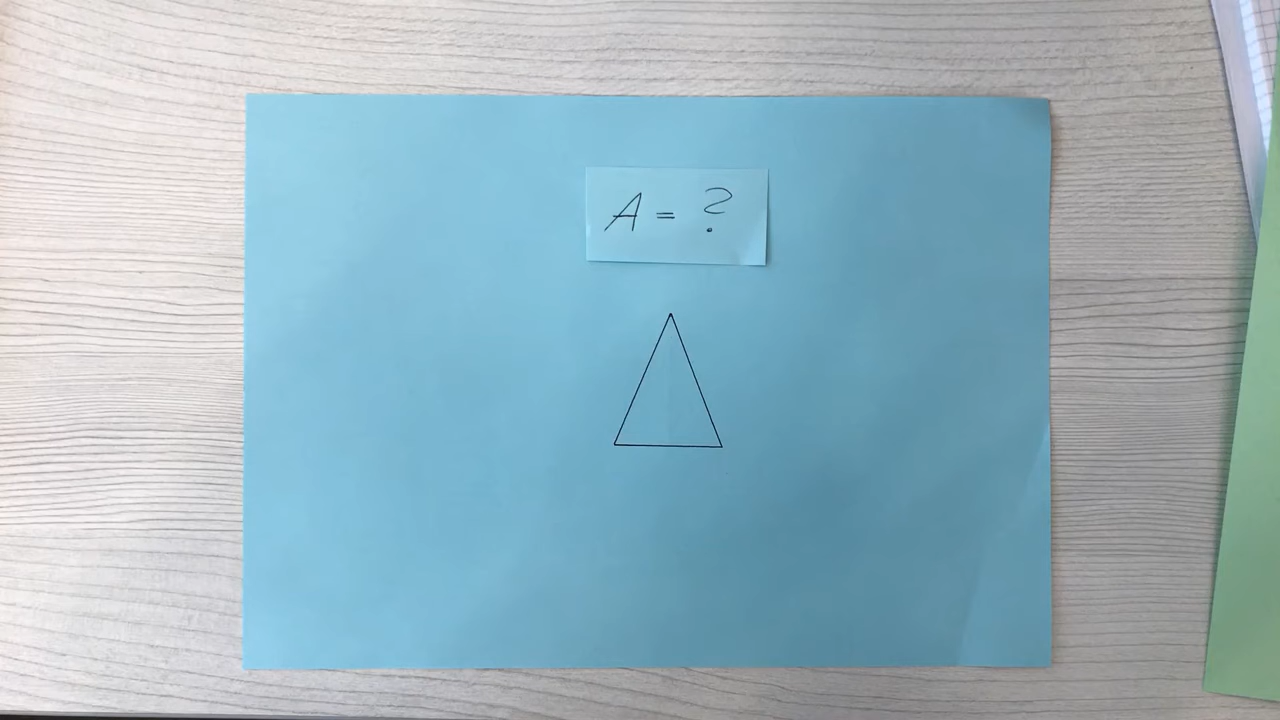 A = ?